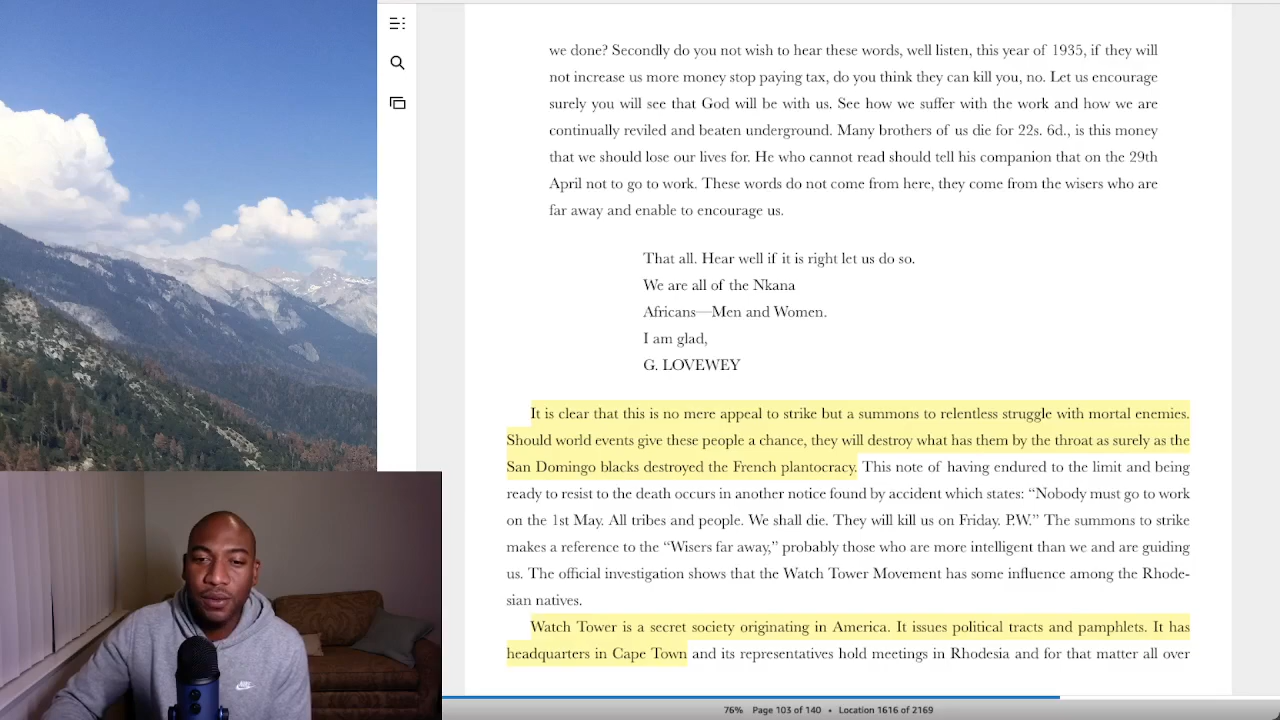 we done? Secondly do you not wish to hear these words, well listen, this year of 1935, if they will
not increase us more money stop paying tax, do you think they can kill you, no. Let us encourage
surely you will see that God will be with us. See how we suffer with the work and how we are
continually reviled and beaten underground. Many brothers of us die for 22s. 6d., is this money
that we should lose our lives for. He who cannot read should tell his companion that on the 29th
April not to go to work. These words do not come from here, they come from the wisers who are
far away and enable to encourage us.
That all. Hear well if it is right let us do so.
We are all of the Nkana
Africans—Men and Women.
I am glad,
G. LOVEWEY
It is clear that this is no mere appeal to strike but a summons to relentless struggle with mortal enemies.
Should world events give these people a chance, they will destroy what has them by the throat as surely as the
San Domingo blacks destroyed the French plantocracy. This note of having endured to the limit and being
ready to resist to the death occurs in another notice found by accident which states: “Nobody must go to work
on the 1st May. All tribes and people. We shall die. They will kill us on Friday. P.W.” The summons to strike
makes a reference to the “Wisers far away,” probably those who are more intelligent than we and are guiding
us. The official investigation shows that the Watch Tower Movement has some influence among the Rhode-
sian natives.
Watch Tower is a secret society originating in America. It issues political tracts and pamphlets. It has
headquarters in Cape Town and its representatives hold meetings in Rhodesia and for that matter all over
76% Page 103 of 140 • Location 1616 of 2169